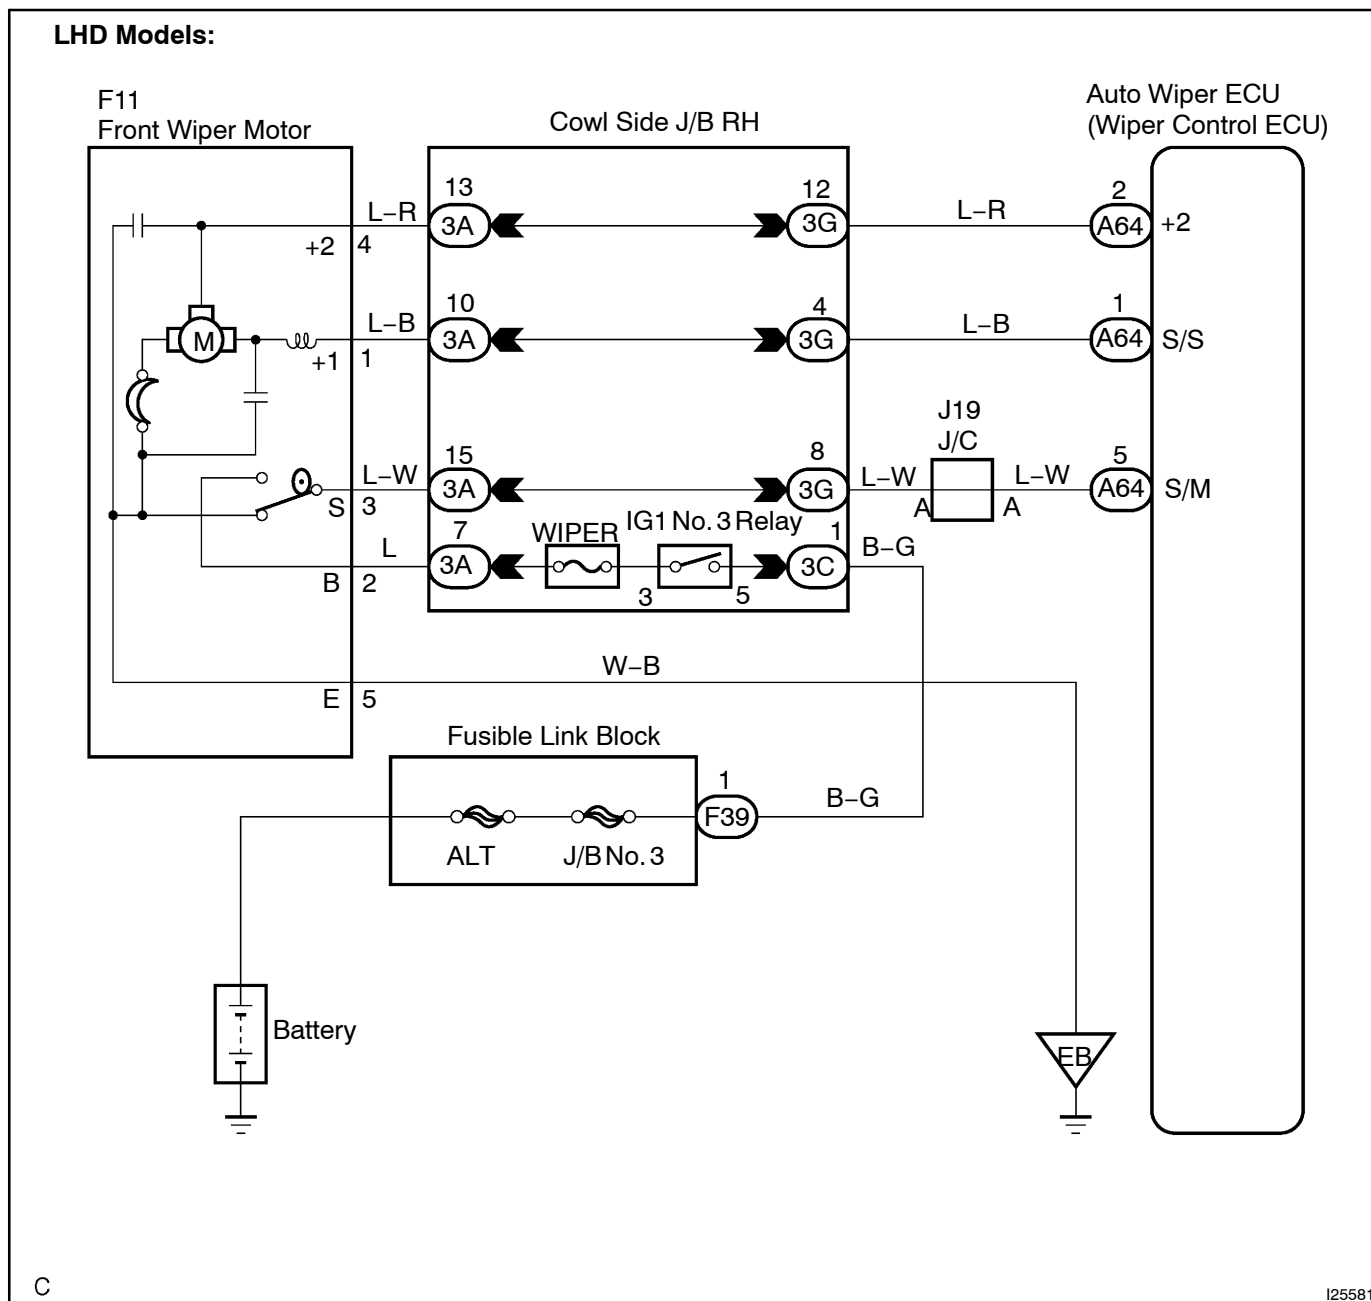 LHD Models:
F11
Front Wiper Motor
Cowl Side J/B RH
Auto Wiper ECU
(Wiper Control ECU)
L-R
13
3A
12
3G
L-R
2
A64
+2
+2
4
M
+1
L-B
1
10
3A
4
3G
L-B
1
A64
S/S
J19
J/C
S
L-W
3
15
3A
8
3G
L-W
A
L-W
A
5
A64
S/M
B
L
2
7
3A
WIPER
IG1 No. 3 Relay
3
5
1
3C
B-G
W-B
E
5
Fusible Link Block
ALT
J/B No. 3
1
F39
B-G
Battery
EB
C
I25581